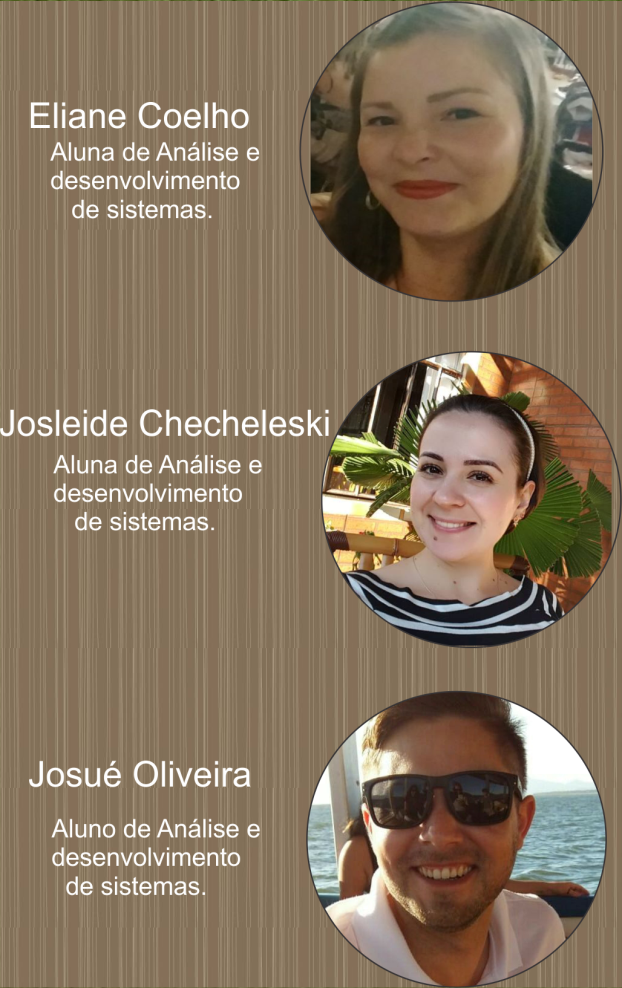 Eliane Coelho
Aluna de Análise e
desenvolvimento
de sistemas.
Josleide Checheleski
Aluna de Análise e
desenvolvimento
de sistemas.
Josué Oliveira
Aluno de Análise e
desenvolvimento
de sistemas.